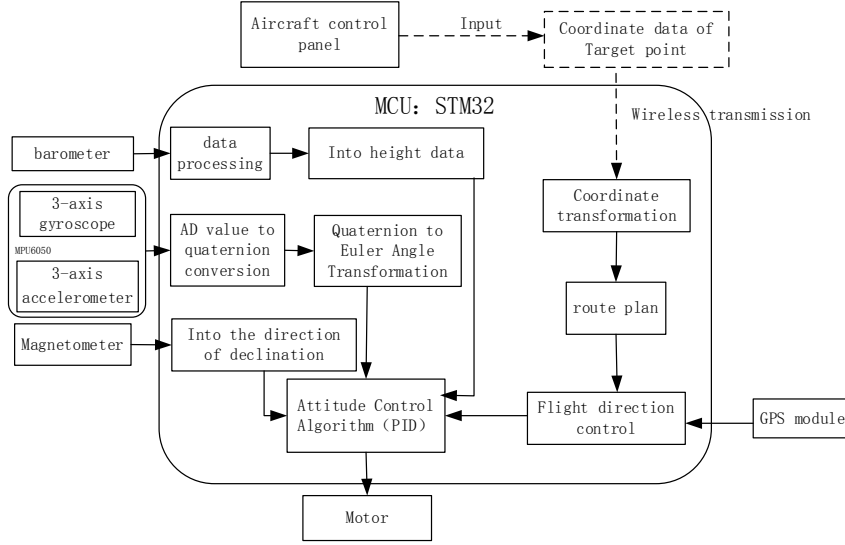 Aircraft control
panel
Input
Coordinate data of
Target point
MCU: STM32
Wireless transmission
barometer
data
processing
Into height data
3-axis
gyroscope
MPU6050
3-axis
accelerometer
AD value to
quaternion
conversion
Quaternion to
Euler Angle
Transformation
Coordinate
transformation
route plan
Magnetometer
Into the direction
of declination
Attitude Control
Algorithm (PID)
Flight direction
control
GPS module
Motor